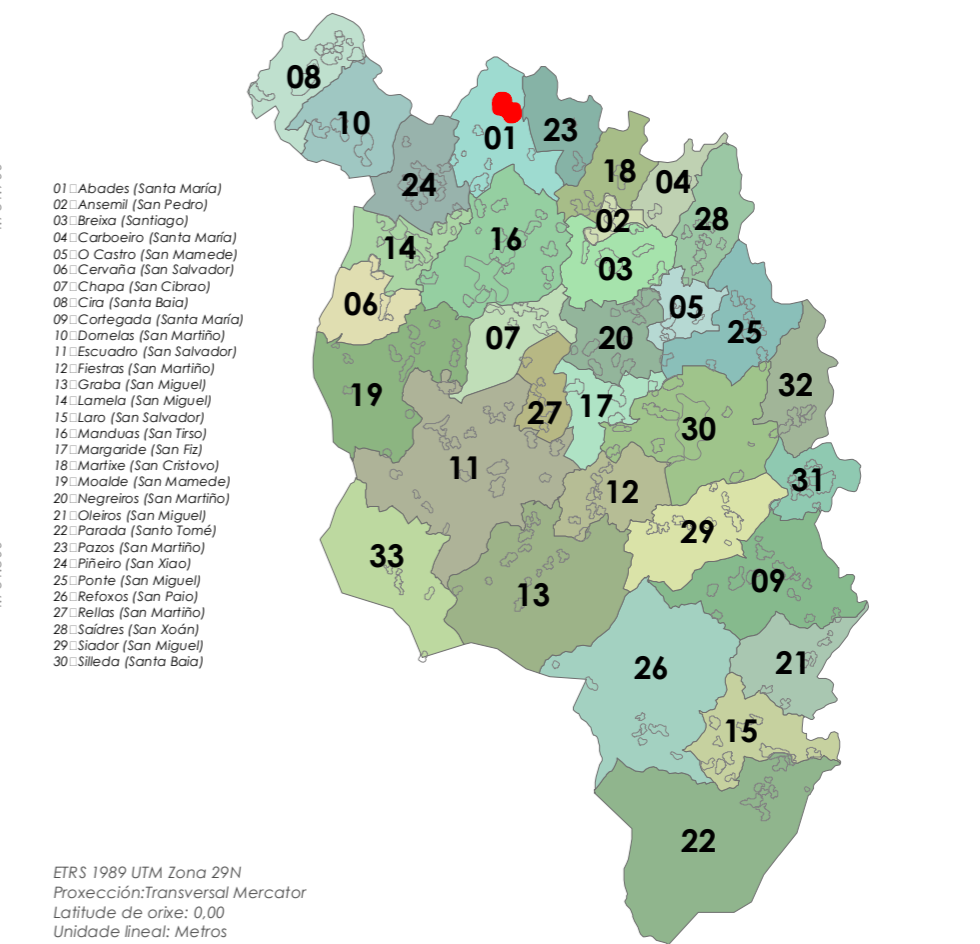 08
10
01
23
24
18
04
02
28
14
16
03
06
05
07
20
25
19
27
17
32
30
11
12
31
29
33
13
09
26
21
15
22
01 Abades (Santa María)
02 Ansemil (San Pedro)
03 Breixa (Santiago)
04 Carboeiro (Santa María)
05 O Castro (San Mamede)
06 Cervaña (San Salvador)
07 Chapa (San Cibrao)
08 Cira (Santa Baia)
09 Cortegada (Santa María)
10 Dornelas (San Martiño)
11 Escuadro (San Salvador)
12 Fiestras (San Martiño)
13 Graba (San Miguel)
14 Lamela (San Miguel)
15 Laro (San Salvador)
16 Manduas (San Tirso)
17 Margaride (San Fiz)
18 Martixe (San Cristovo)
19 Moalde (San Mamede)
20 Negreiros (San Martiño)
21 Oleiros (San Miguel)
22 Parada (Santo Tomé)
23 Pazos (San Martiño)
24 Piñeiro (San Xiao)
25 Ponte (San Miguel)
26 Refoxos (San Paio)
27 Rellas (San Martiño)
28 Saídres (San Xoán)
29 Siador (San Miguel)
30 Silleda (Santa Baia)
ETRS 1989 UTM Zona 29N
Proxección:Transversal Mercator
Latitude de orixe: 0,00
Unidade lineal: Metros